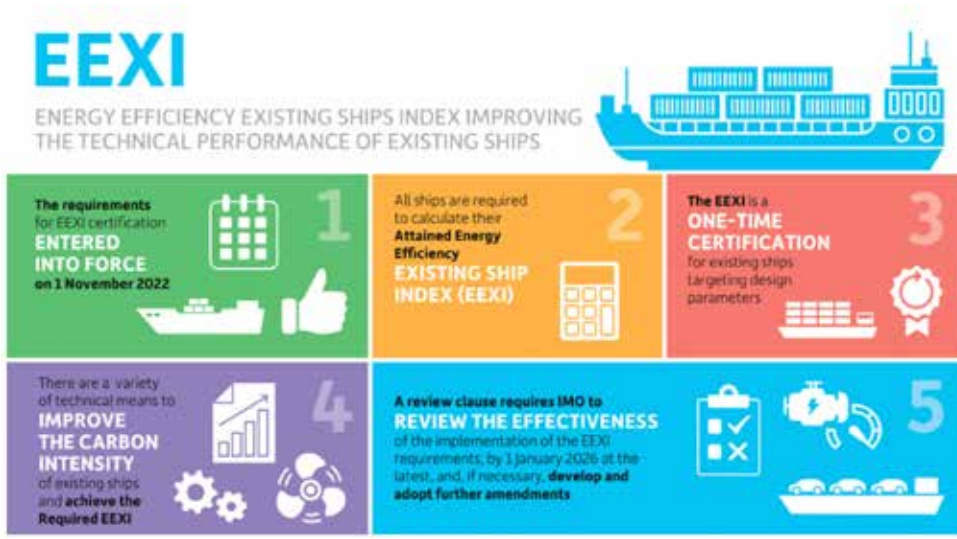 EEXI
ENERGY EFFICIENCY EXISTING SHIPS INDEX IMPROVING
THE TECHNICAL PERFORMANCE OF EXISTING SHIPS
1
The requirements
for EEXI certification
ENTERED
INTO FORCE
on 1 November 2022
2
All ships are required
to calculate their
Attained Energy
Efficiency
EXISTING SHIP
INDEX (EEXI)
3
The EEXI is a
ONE-TIME
CERTIFICATION
for existing ships
targeting design
parameters
4
There are a variety
of technical means to
IMPROVE
THE CARBON
INTENSITY
of existing ships
and achieve the
Required EEXI
5
A review clause requires IMO to
REVIEW THE EFFECTIVENESS
of the implementation of the EEXI
requirements, by 1 January 2026 at the
latest, and, if necessary, develop and
adopt further amendments